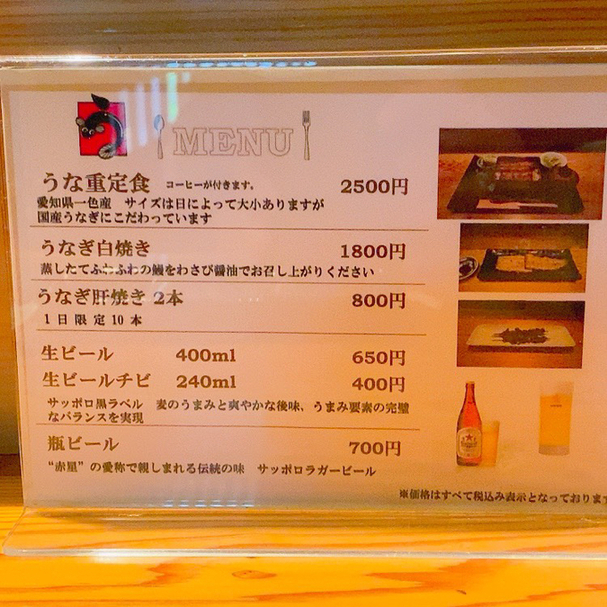 MENU
うな重定食 コーヒーが付きます。 2500円
愛知県一色産 サイズは日によって大小ありますが
国産うなぎにこだわっています
うなぎ白焼き 1800円
蒸したてふわふわの鰻をわさび醤油でお召し上がりください
うなぎ肝焼き 2本 800円
1日限定10本
生ビール 400ml 650円
生ビールチビ 240ml 400円
サッポロ黒ラベル 麦のうまみと爽やかな後味、うまみ要素の完璧
なバランスを実現
瓶ビール 700円
“赤星”の愛称で親しまれる伝統の味 サッポロラガービール
※価格はすべて税込み表示となっております